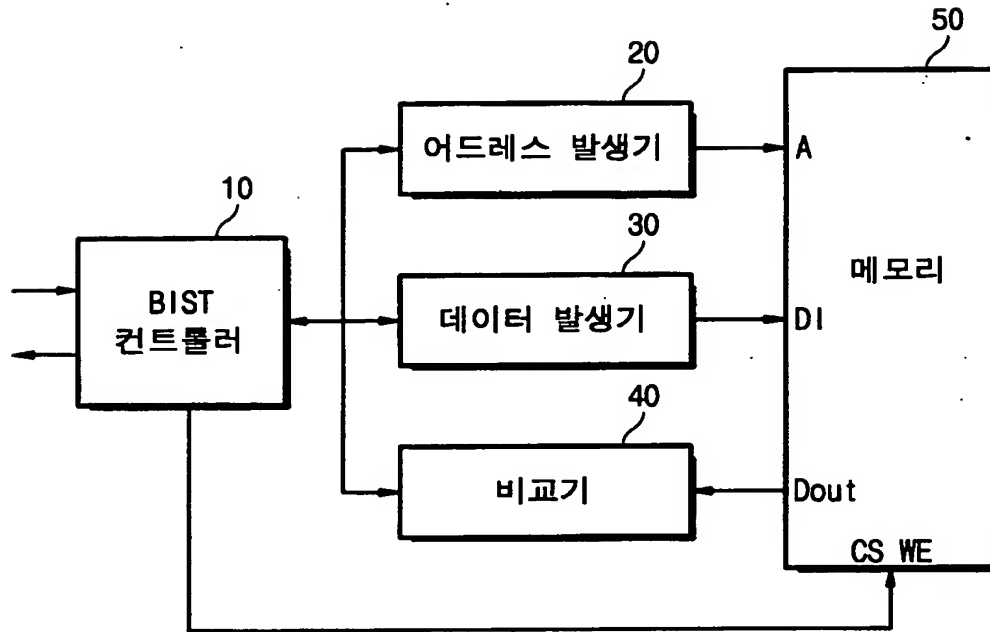 50
20
어드레스 발생기
A
10
30
메모리
BIST
컨트롤러
데이터 발생기
DI
40
비교기
Dout
CS WE